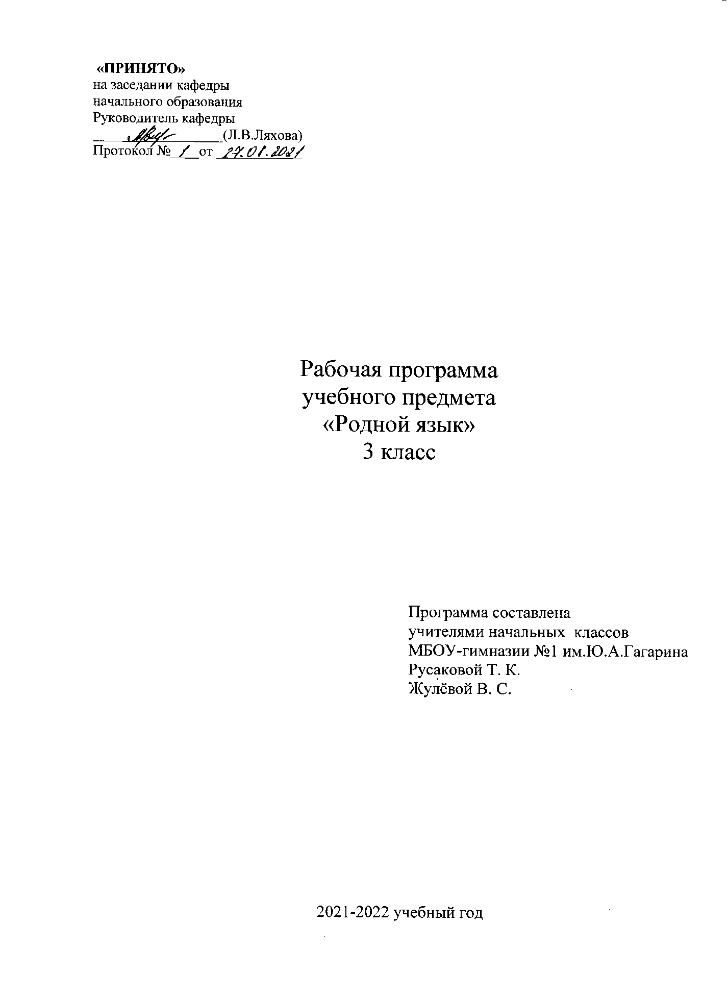 «ПРИНЯТО»
на заседании кафедры
начального образования
Руководитель кафедры
(Л.В.Ляхова)
Протокол № 1 от 27.01.2021
Рабочая программа
учебного предмета
«Родной язык»
3 класс
Программа составлена
учителями начальных классов
МБОУ-гимназии №1 им.Ю.А.Гагарина
Русаковой Т. К.
Жулёвой В. С.
2021-2022 учебный год